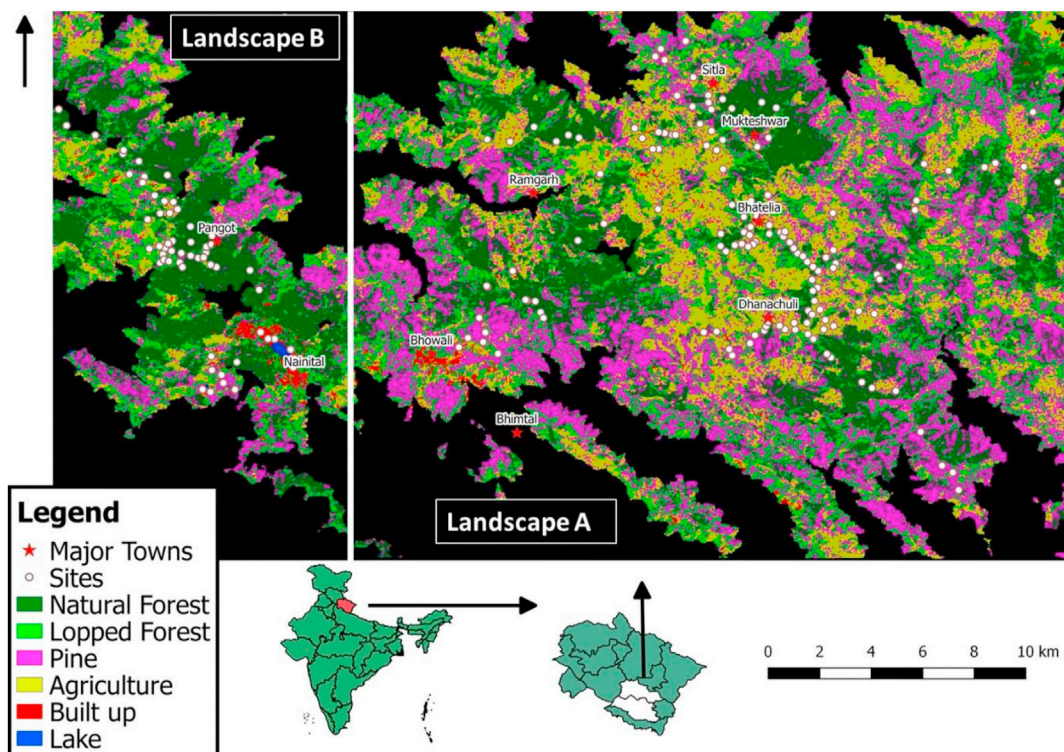 Landscape B
Sitla
Mukteshwar
Ramgarh
Bhatelia
Pangot
Dhanachuli
Bhowali
Nainital
Bhimtal
Landscape A
Legend
Major Towns
Sites
Natural Forest
Lopped Forest
Pine
Agriculture
Built up
Lake
0 2 4 6 8 10 km